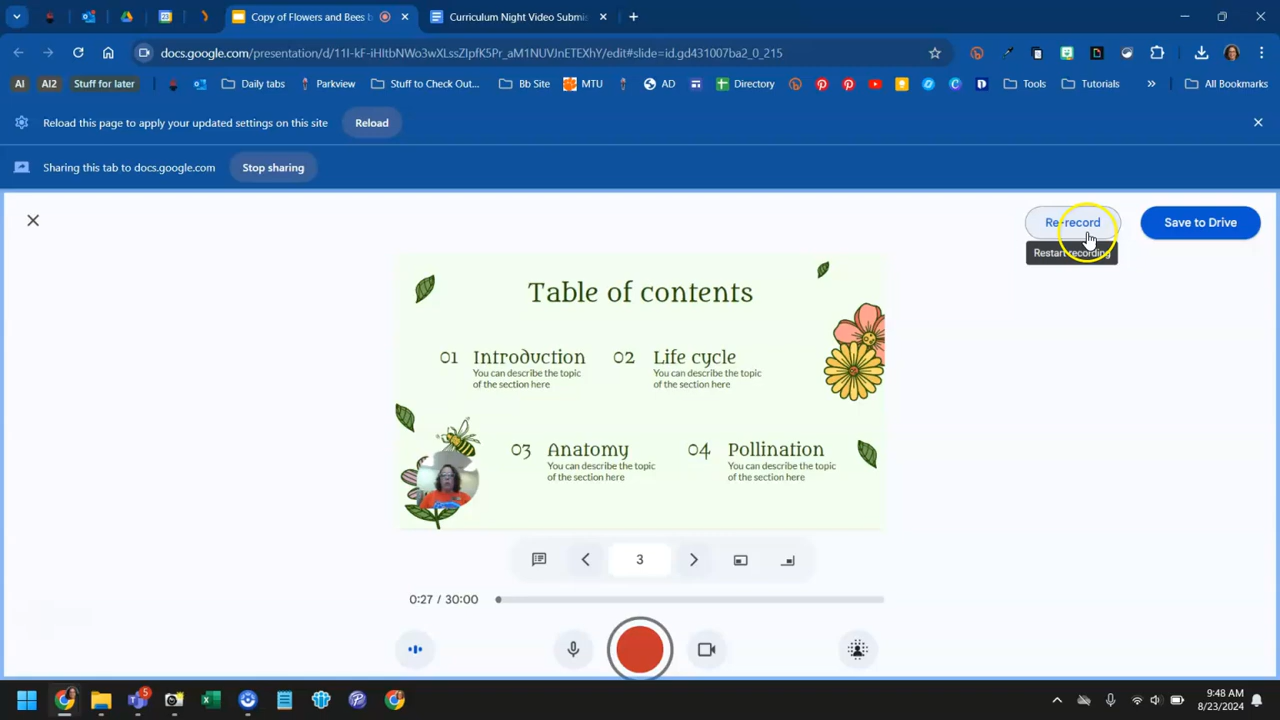 Copy of Flowers and Bees b
Curriculum Night Video Submi
docs.google.com/presentation/d/11I-kF-iHItbNWo3wXLssZIpfK5Pr_aM1NUVJnETEXhY/edit#slide=id.gd431007ba2_0_215
AI AI2 Stuff for later Daily tabs Parkview Stuff to Check Out... Bb Site MTU AD Directory Tools Tutorials » All Bookmarks
Reload this page to apply your updated settings on this site Reload
Sharing this tab to docs.google.com Stop sharing
Re-record Save to Drive
Restart recording
Table of contents
01 Introduction 02 Life cycle
You can describe the topic You can describe the topic
of the section here of the section here
03 Anatomy 04 Pollination
You can describe the topic You can describe the topic
of the section here of the section here
3
0:27 / 30:00
9:48 AM
8/23/2024